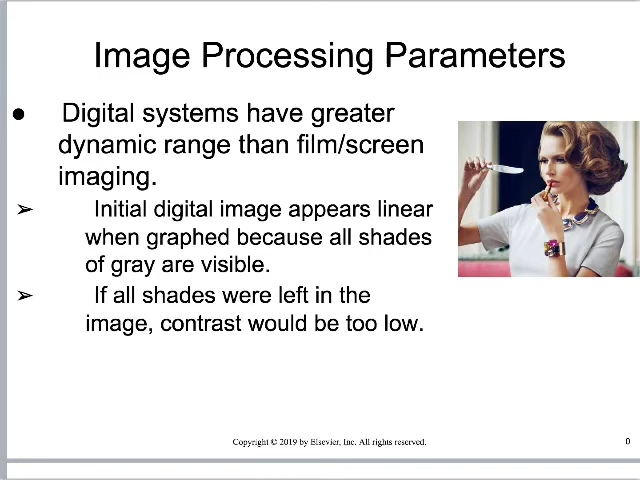 Image Processing Parameters
● Digital systems have greater
dynamic range than film/screen
imaging.
➢ Initial digital image appears linear
when graphed because all shades
of gray are visible.
➢ If all shades were left in the
image, contrast would be too low.
Copyright © 2019 by Elsevier, Inc. All rights reserved.
0